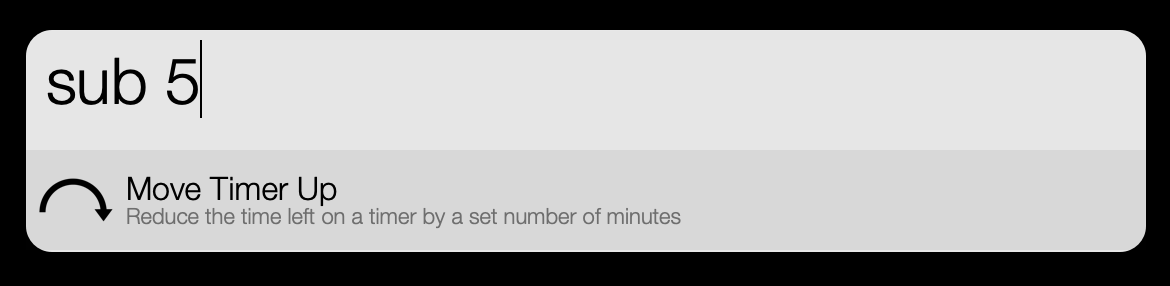 sub 5
Move Timer Up
Reduce the time left on a timer by a set number of minutes